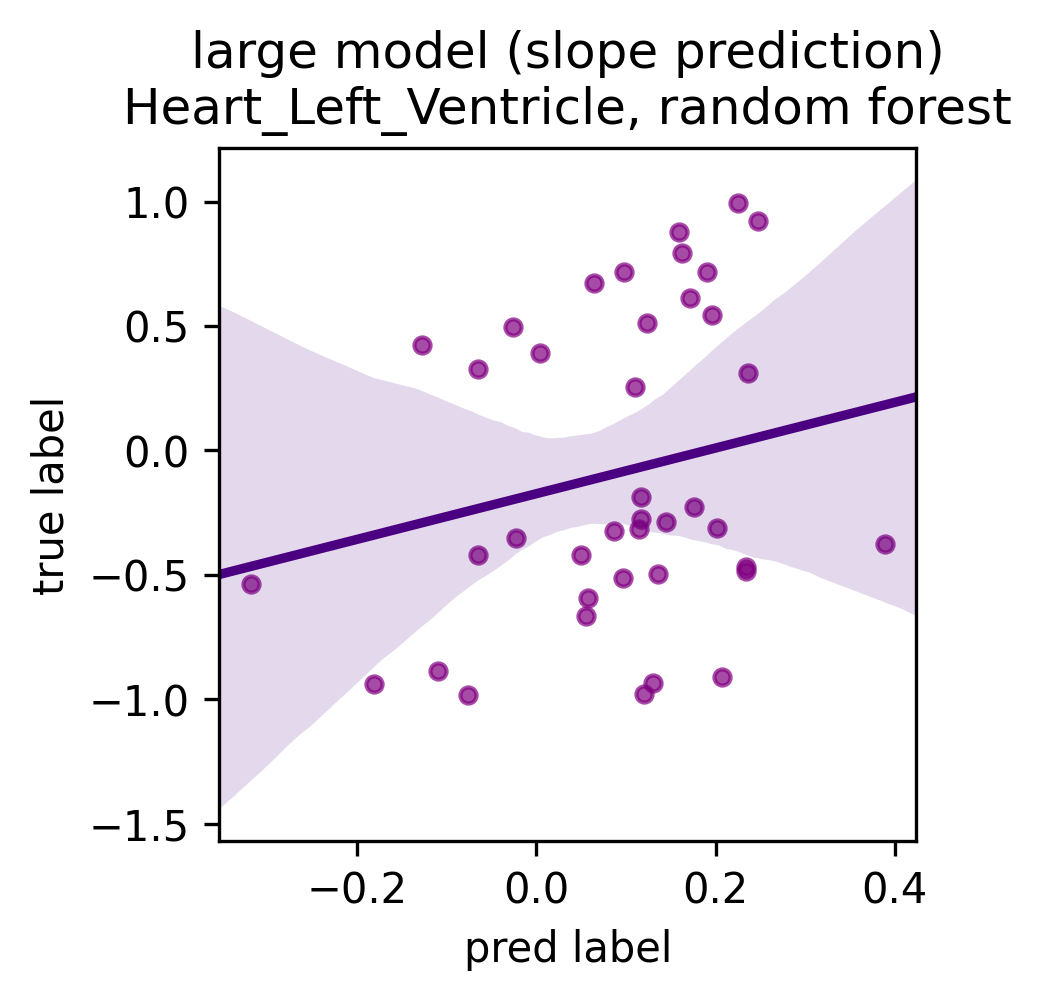 large model (slope prediction)
Heart_Left_Ventricle, random forest
1.0
0.5
0.0
−0.5
−1.0
−1.5
true label
−0.2
0.0
0.2
0.4
pred label